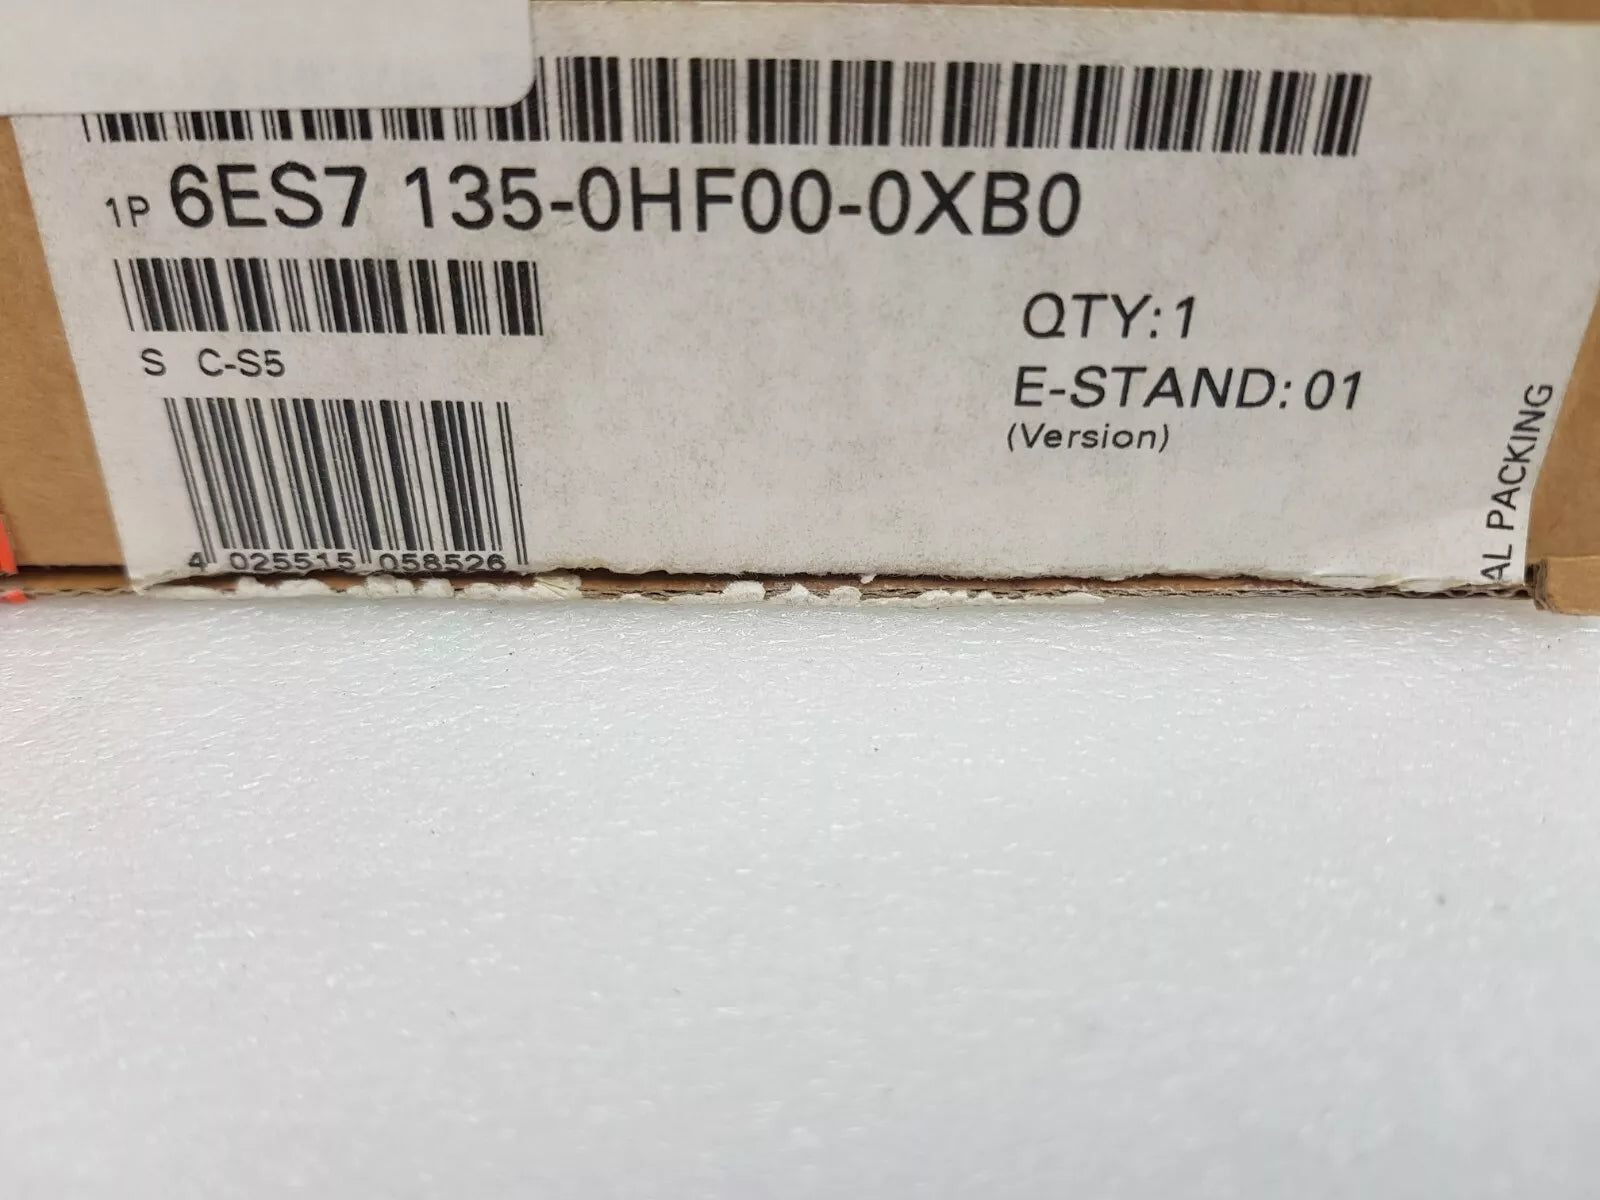 1P 6ES7 135-0HF00-0XB0
S C-S5
QTY: 1
E-STAND: 01
(Version)
4 025515 058526
AL PACKING